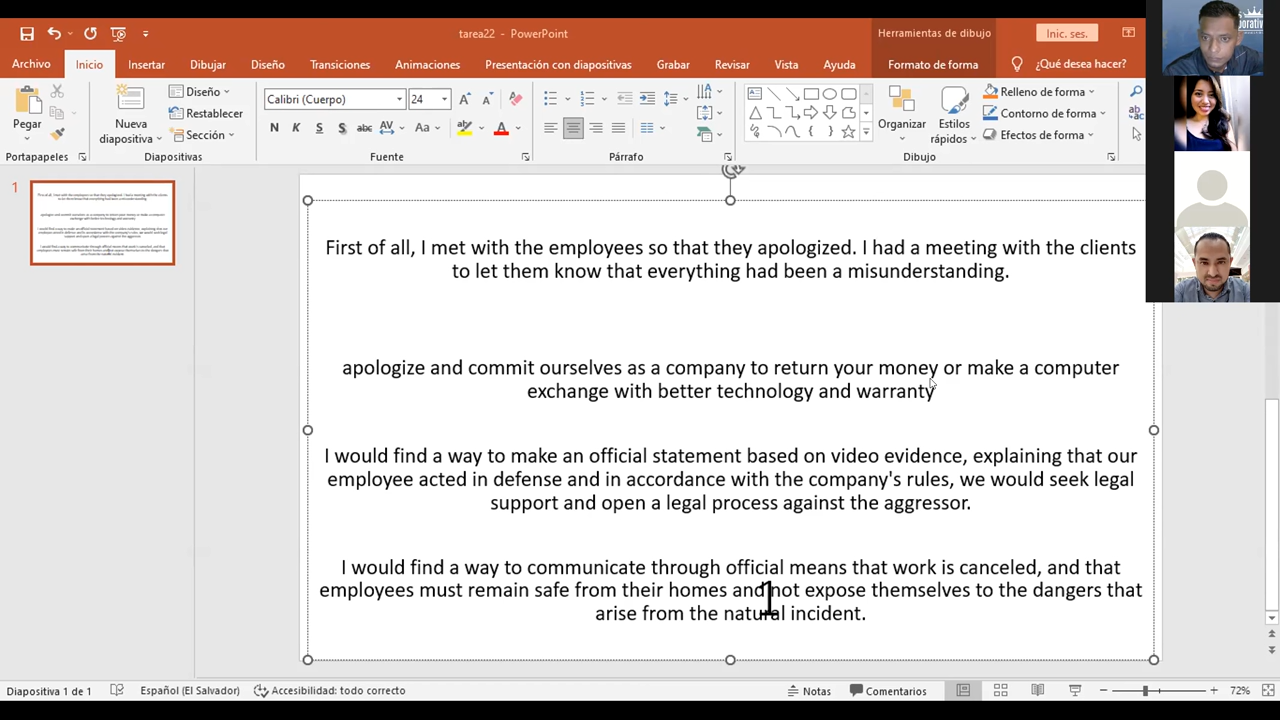 tarea22 - PowerPoint
Herramientas de dibujo
Inic. ses.
Archivo
Inicio
Insertar
Dibujar
Diseño
Transiciones
Animaciones
Presentación con diapositivas
Grabar
Revisar
Vista
Ayuda
Formato de forma
¿Qué desea hacer?
Pegar
Nueva diapositiva
Diseño
Restablecer
Sección
Calibri (Cuerpo)
24
N
S
abc
AV
Aa
A
Organizar
Estilos rápidos
Relleno de forma
Contorno de forma
Efectos de forma
Portapapeles
Diapositivas
Fuente
Párrafo
Dibujo
1
First of all, I met with the employees so that they apologized. I had a meeting with the clients
to let them know that everything had been a misunderstanding.
apologize and commit ourselves as a company to return your money or make a computer
exchange with better technology and warranty
I would find a way to make an official statement based on video evidence, explaining that our
employee acted in defense and in accordance with the company's rules, we would seek legal
support and open a legal process against the aggressor.
I would find a way to communicate through official means that work is canceled, and that
employees must remain safe from their homes and not expose themselves to the dangers that
arise from the natural incident.
1
Diapositiva 1 de 1
Español (El Salvador)
Accesibilidad: todo correcto
Notas
Comentarios
72%